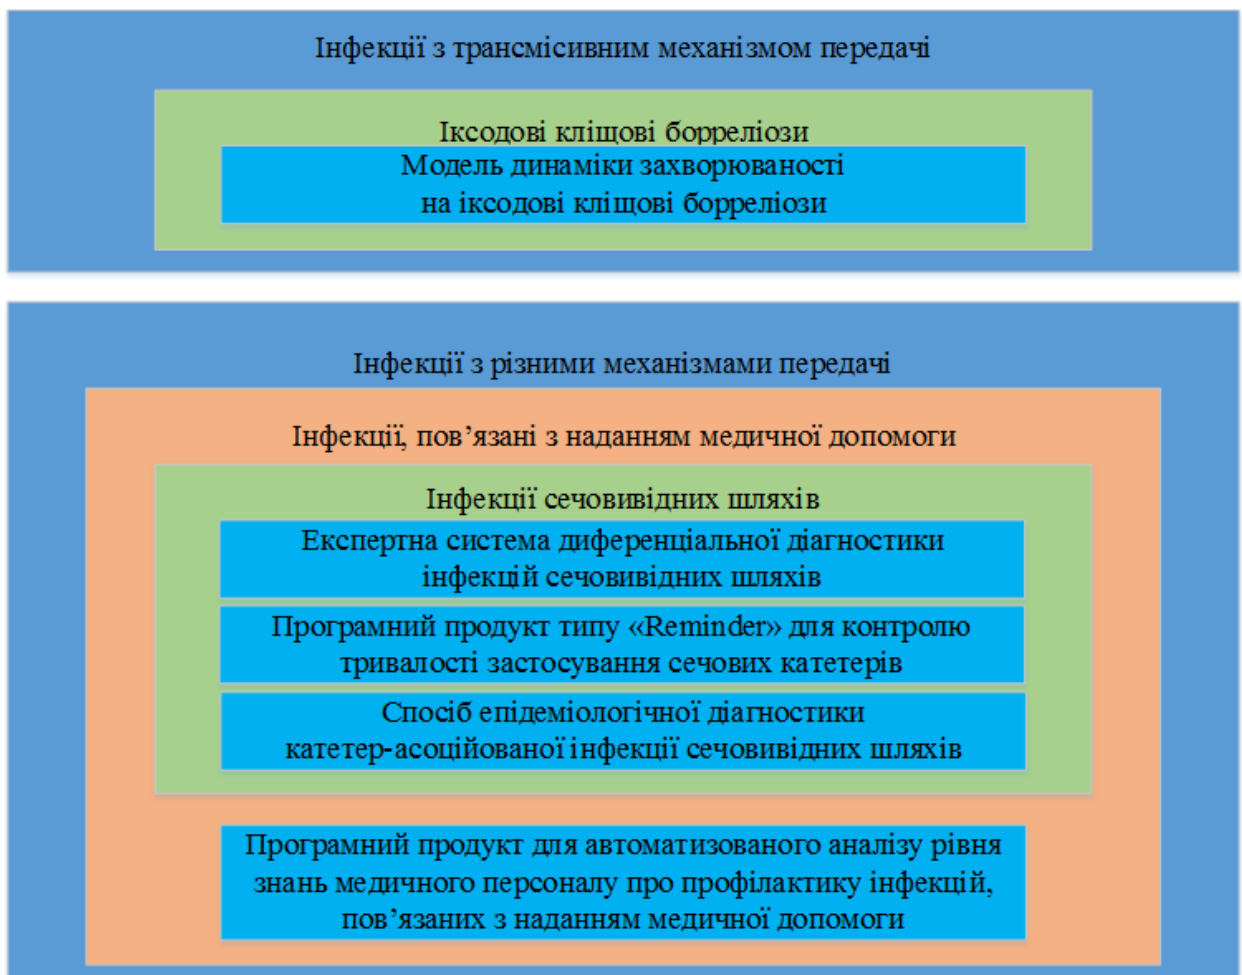 Інфекції з трансмісивним механізмом передачі
Іксодові кліщові борреліози
Модель динаміки захворюваності
на іксодові кліщові борреліози
Інфекції з різними механізмами передачі
Інфекції, пов’язані з наданням медичної допомоги
Інфекції сечовивідних шляхів
Експертна система диференціальної діагностики
інфекцій сечовивідних шляхів
Програмний продукт типу «Reminder» для контролю
тривалості застосування сечових катетерів
Спосіб епідеміологічної діагностики
катетер-асоційованої інфекції сечовивідних шляхів
Програмний продукт для автоматизованого аналізу рівня
знань медичного персоналу про профілактику інфекцій,
пов’язаних з наданням медичної допомоги